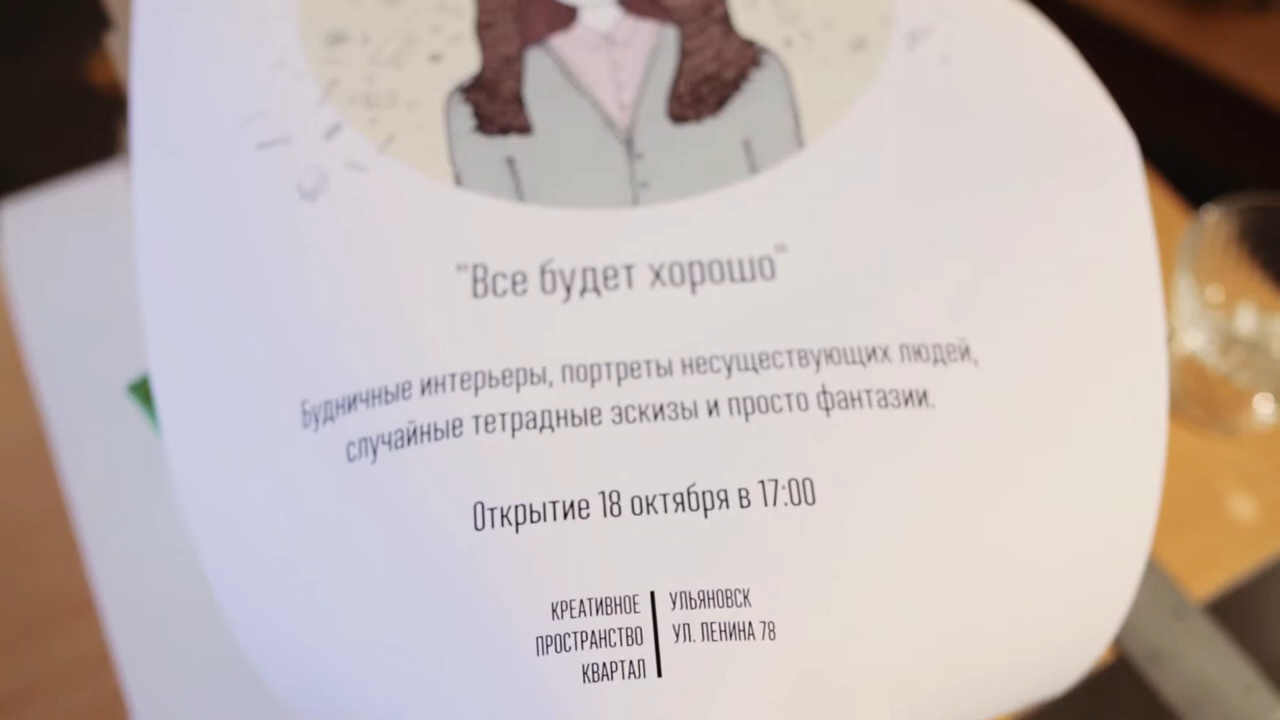 "Все будет хорошо"
Будничные интерьеры, портреты несуществующих людей,
случайные тетрадные эскизы и просто фантазии.
Открытие 18 октября в 17:00
КРЕАТИВНОЕ
ПРОСТРАНСТВО
КВАРТАЛ
УЛЬЯНОВСК
УЛ. ЛЕНИНА 78